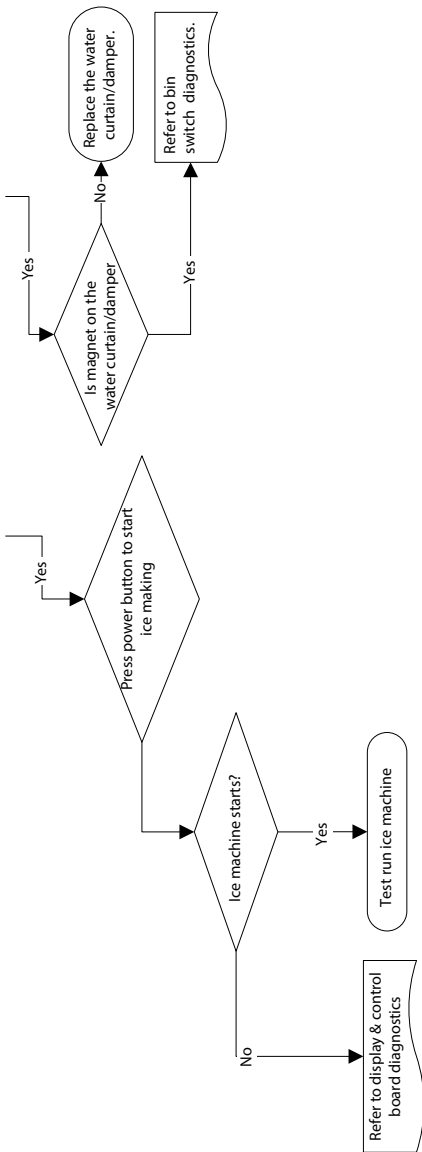 Yes
Is magnet on the
water curtain/damper
No
Replace the water
curtain/damper.
Yes
Refer to bin
switch diagnostics.
Yes
Press power button to start
ice making
Ice machine starts?
No
Yes
Refer to display & control
board diagnostics
Test run ice machine